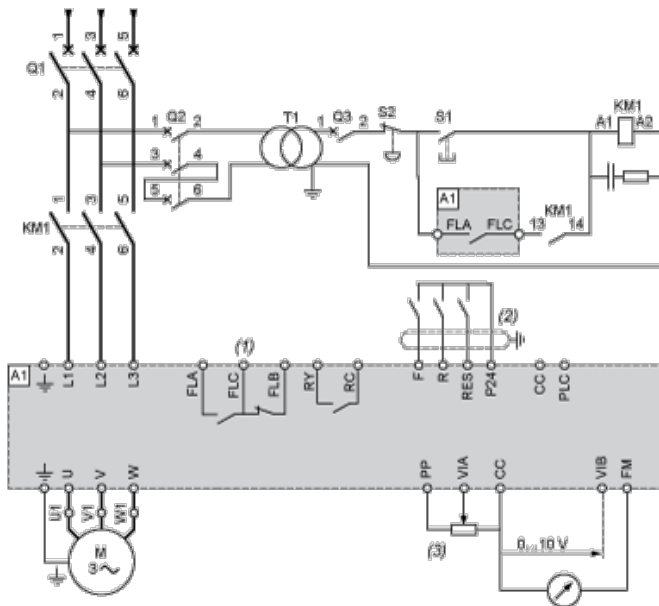 1 3 5
Q1
2 4 6
1 Q2 2
T1
1 Q3 2
S2
S1
KM1
A1 A2
3 4
5 6
A1
FLA FLC
13 KM1 14
1 3 5
KM1
2 4 6
(1)
(2)
A1
L1 L2 L3
FLA FLC FLB RY RC
F R RES P24 CC PLC
U V W
PP VIA CC VIB FM
U1 V1 W1
M
3
(3)
0...10 V